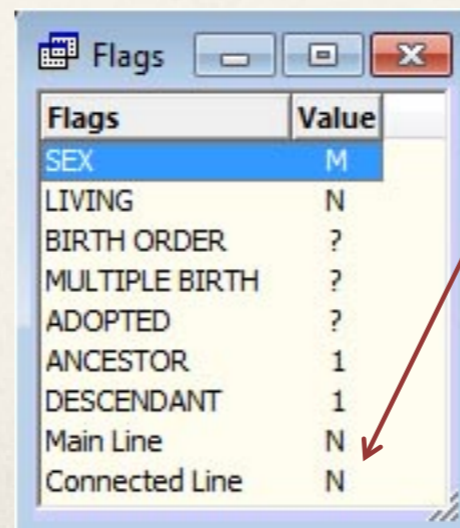 Flags
Flags Value
SEX M
LIVING N
BIRTH ORDER ?
MULTIPLE BIRTH ?
ADOPTED ?
ANCESTOR 1
DESCENDANT 1
Main Line N
Connected Line N